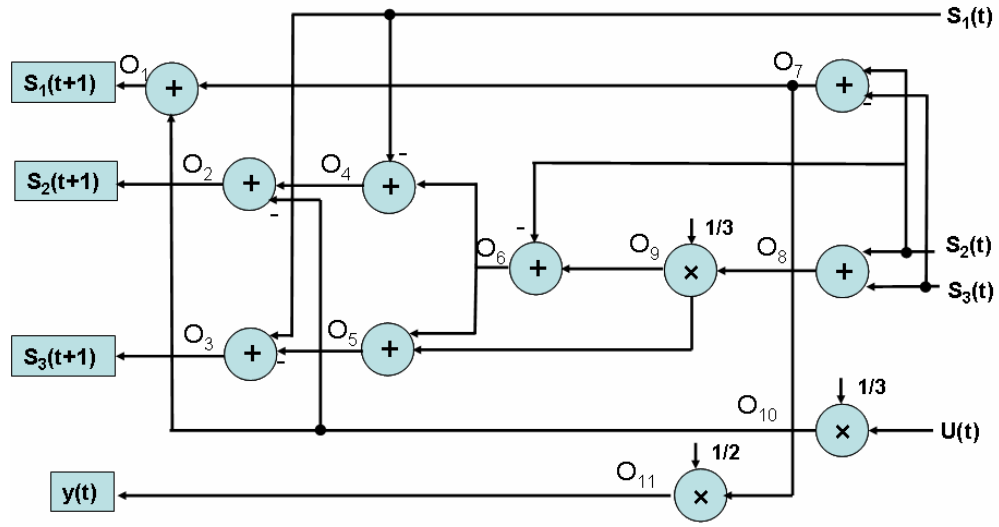 S₁(t)
O₁
O₇
S₁(t+1)
+
+
-
-
O₂
O₄
S₂(t+1)
+
+
-
-
1/3
O₆
O₉
O₈
S₂(t)
+
×
+
S₃(t)
O₃
O₅
S₃(t+1)
+
+
-
1/3
O₁₀
×
U(t)
1/2
O₁₁
y(t)
×